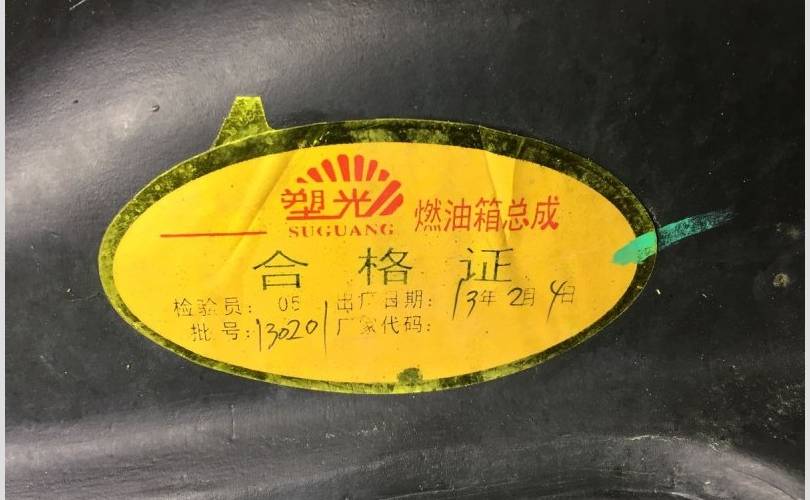 塑光
SUGUANG
燃油箱总成
合格证
检验员: 05 出厂日期: 13年2月4日
批号: 130201 厂家代码: